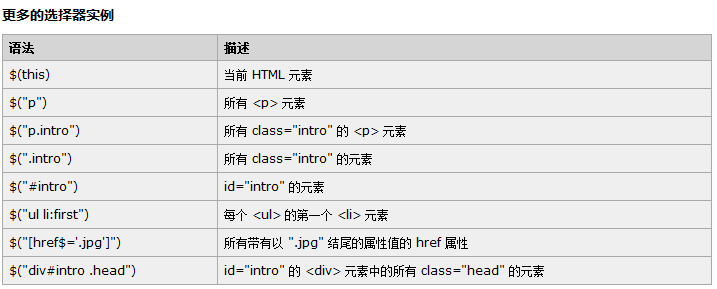 更多的选择器实例
语法 描述
$(this) 当前 HTML 元素
$("p") 所有 <p> 元素
$("p.intro") 所有 class="intro" 的 <p> 元素
$(".intro") 所有 class="intro" 的元素
$("#intro") id="intro" 的元素
$("ul li:first") 每个 <ul> 的第一个 <li> 元素
$("[href$='.jpg']") 所有带有以 ".jpg" 结尾的属性值的 href 属性
$("div#intro .head") id="intro" 的 <div> 元素中的所有 class="head" 的元素